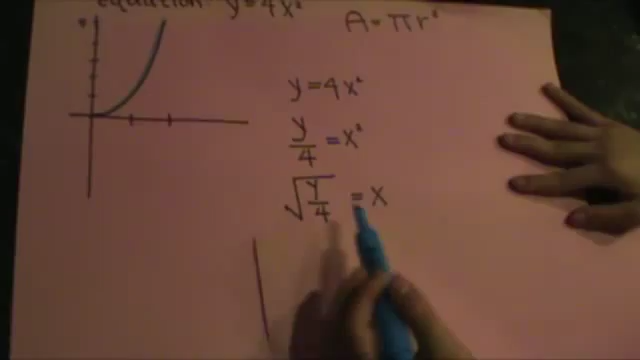 equation: y=4x²
A=πr²
y=4x²
y/4=x²
√(y/4)=x